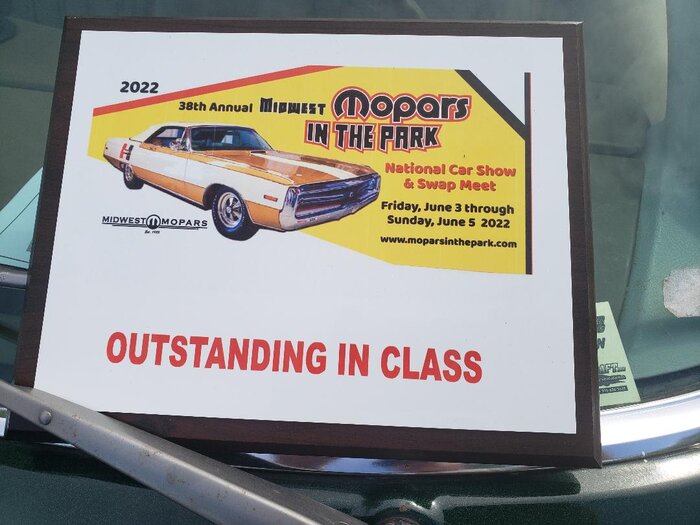 2022
38th Annual MIDWEST Mopars
IN THE PARK
National Car Show
& Swap Meet
Friday, June 3 through
Sunday, June 5 2022
www.moparsinthepark.com
H
MIDWEST MOPARS
OUTSTANDING IN CLASS